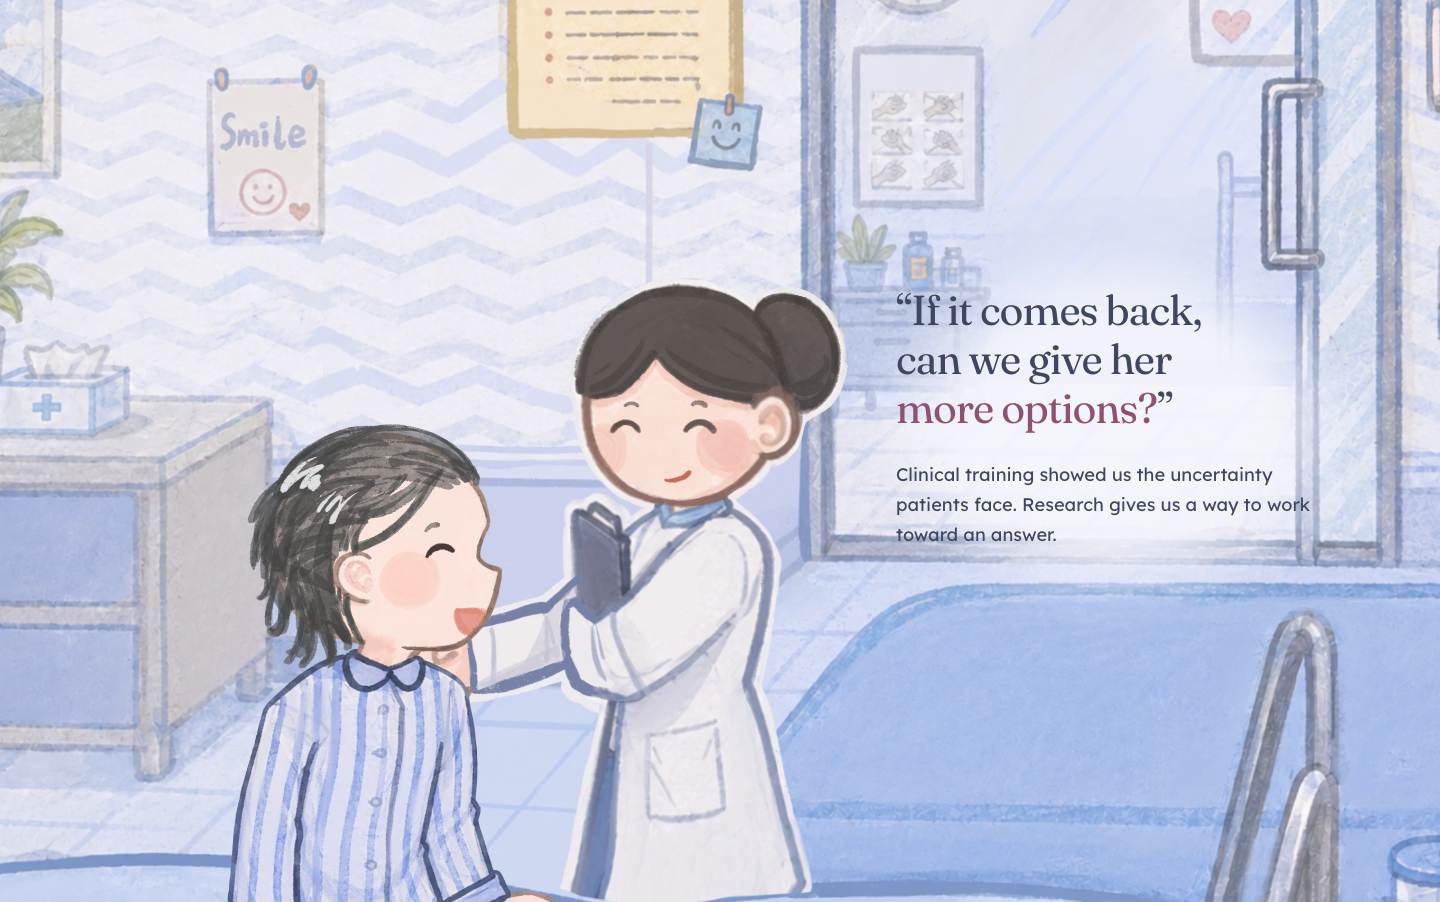 Smile
“If it comes back,
can we give her
more options?”
Clinical training showed us the uncertainty
patients face. Research gives us a way to work
toward an answer.